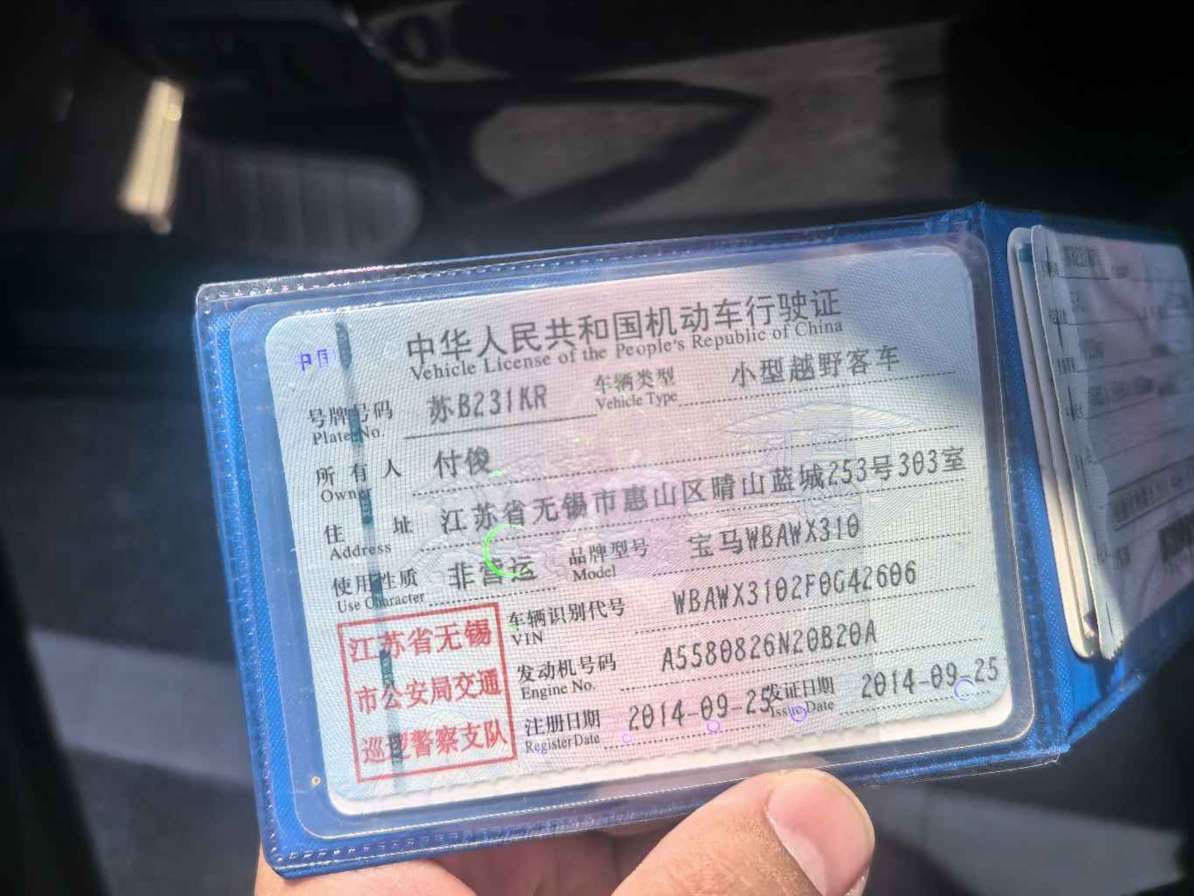 中华人民共和国机动车行驶证
Vehicle License of the People's Republic of China
号牌号码 苏B231KR 车辆类型 小型越野客车
Plate No. Vehicle Type
所有人 付俊
Owner
住址 江苏省无锡市惠山区晴山蓝城253号303室
Address
使用性质 非营运 品牌型号 宝马WBAWX310
Use Character Model
车辆识别代号 WBAWX3102F0G42606
VIN
发动机号码 A5580826N20B20A
Engine No.
注册日期 2014-09-25 发证日期 2014-09-25
Register Date Issue Date
江苏省无锡
市公安局交通
巡逻警察支队